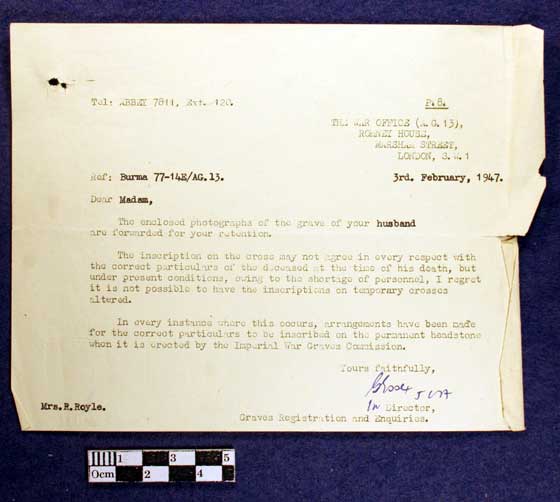 Tel: ABBEY 7811, Ext. 120.
P.8.
THE WAR OFFICE (A.G.13),
ROMNEY HOUSE,
MARSHAM STREET,
LONDON, S.W.1
Ref: Burma 77-14E/AG.13.
3rd. February, 1947.
Dear Madam,
The enclosed photographs of the grave of your husband
are forwarded for your retention.
The inscription on the cross may not agree in every respect with
the correct particulars of the deceased at the time of his death, but
under present conditions, owing to the shortage of personnel, I regret
it is not possible to have the inscriptions on temporary crosses
altered.
In every instance where this occurs, arrangements have been made
for the correct particulars to be inscribed on the permanent headstone
when it is erected by the Imperial War Graves Commission.
Yours faithfully,
Director,
Graves Registration and Enquiries.
Mrs.R.Royle.
1 3 5
0cm 2 4